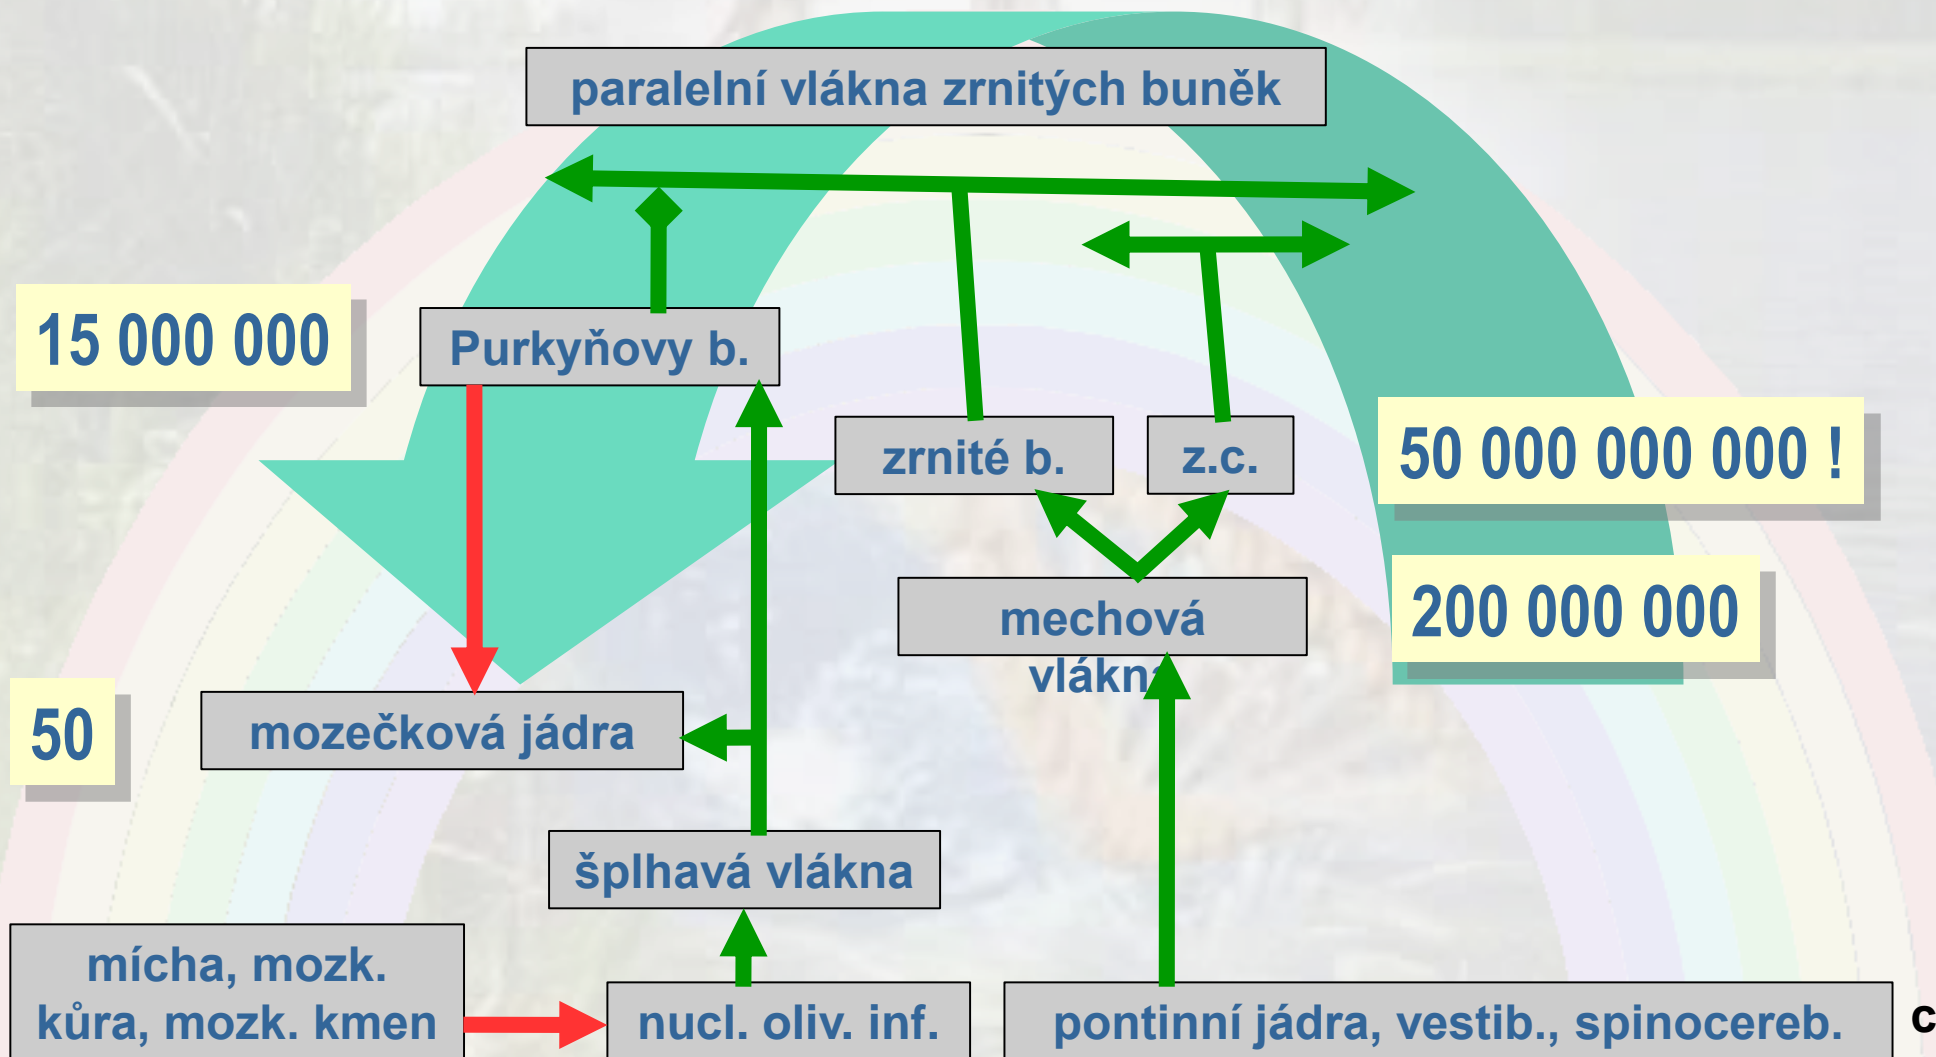 paralelní vlákna zrnitých buněk
15 000 000
Purkyňovy b.
zrnité b.
z.c.
50 000 000 000 !
mechová
vlákna
200 000 000
50
mozečková jádra
šplhavá vlákna
mícha, mozk.
kůra, mozk. kmen
nucl. oliv. inf.
pontinní jádra, vestib., spinocereb.